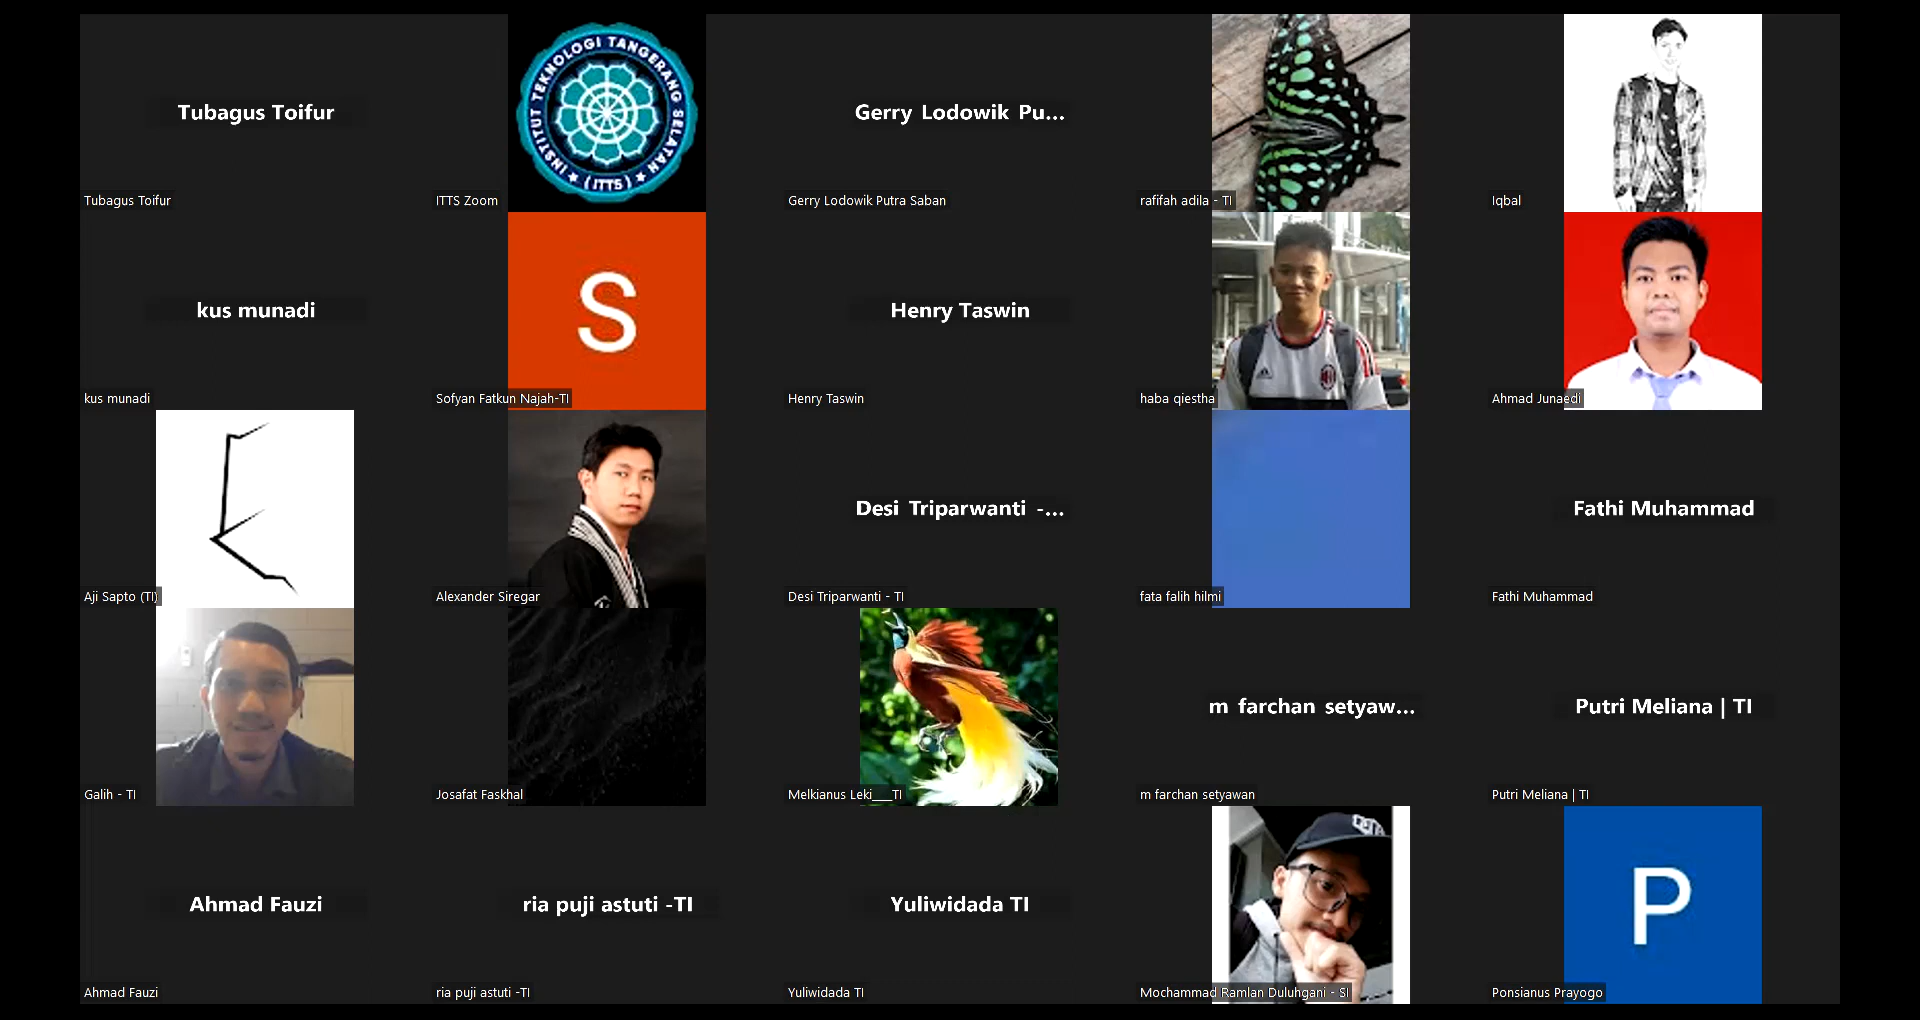 Tubagus Toifur
INSTITUT TEKNOLOGI TANGERANG SELATAN
(ITTS)
Gerry Lodowik Pu...
Tubagus Toifur
ITTS Zoom
Gerry Lodowik Putra Saban
rafifah adila - TI
Iqbal
kus munadi
S
Henry Taswin
kus munadi
Sofyan Fatkun Najah-TI
Henry Taswin
haba qiestha
Ahmad Junaedi
Desi Triparwanti -...
Fathi Muhammad
Aji Sapto (TI)
Alexander Siregar
Desi Triparwanti - TI
fata falih hilmi
Fathi Muhammad
m farchan setyaw...
Putri Meliana | TI
Galih - TI
Josafat Faskhal
Melkianus Leki___TI
m farchan setyawan
Putri Meliana | TI
Ahmad Fauzi
ria puji astuti -TI
Yuliwidada TI
P
Ahmad Fauzi
ria puji astuti -TI
Yuliwidada TI
Mochammad Ramlan Duluhgani - SI
Ponsianus Prayogo